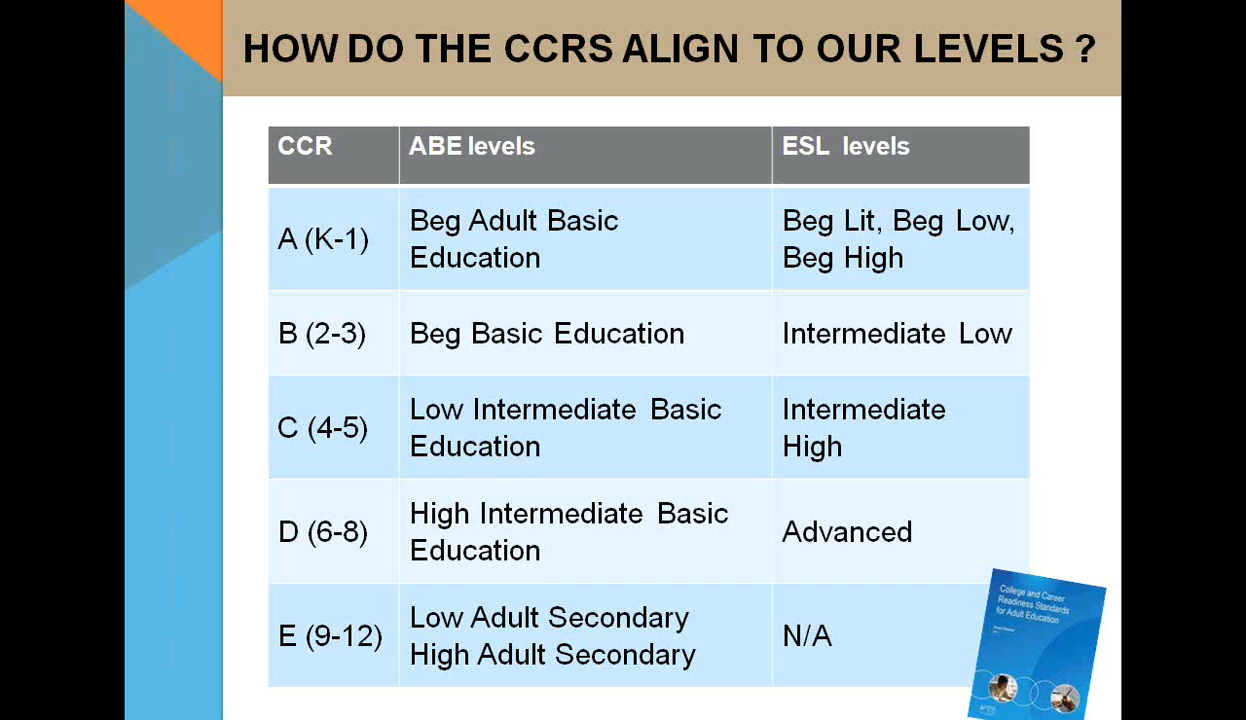 HOW DO THE CCRS ALIGN TO OUR LEVELS ?
CCR
ABE levels
ESL levels
A (K-1)
Beg Adult Basic
Education
Beg Lit, Beg Low,
Beg High
B (2-3)
Beg Basic Education
Intermediate Low
C (4-5)
Low Intermediate Basic
Education
Intermediate
High
D (6-8)
High Intermediate Basic
Education
Advanced
E (9-12)
Low Adult Secondary
High Adult Secondary
N/A
College and Career
Readiness Standards
for Adult Education